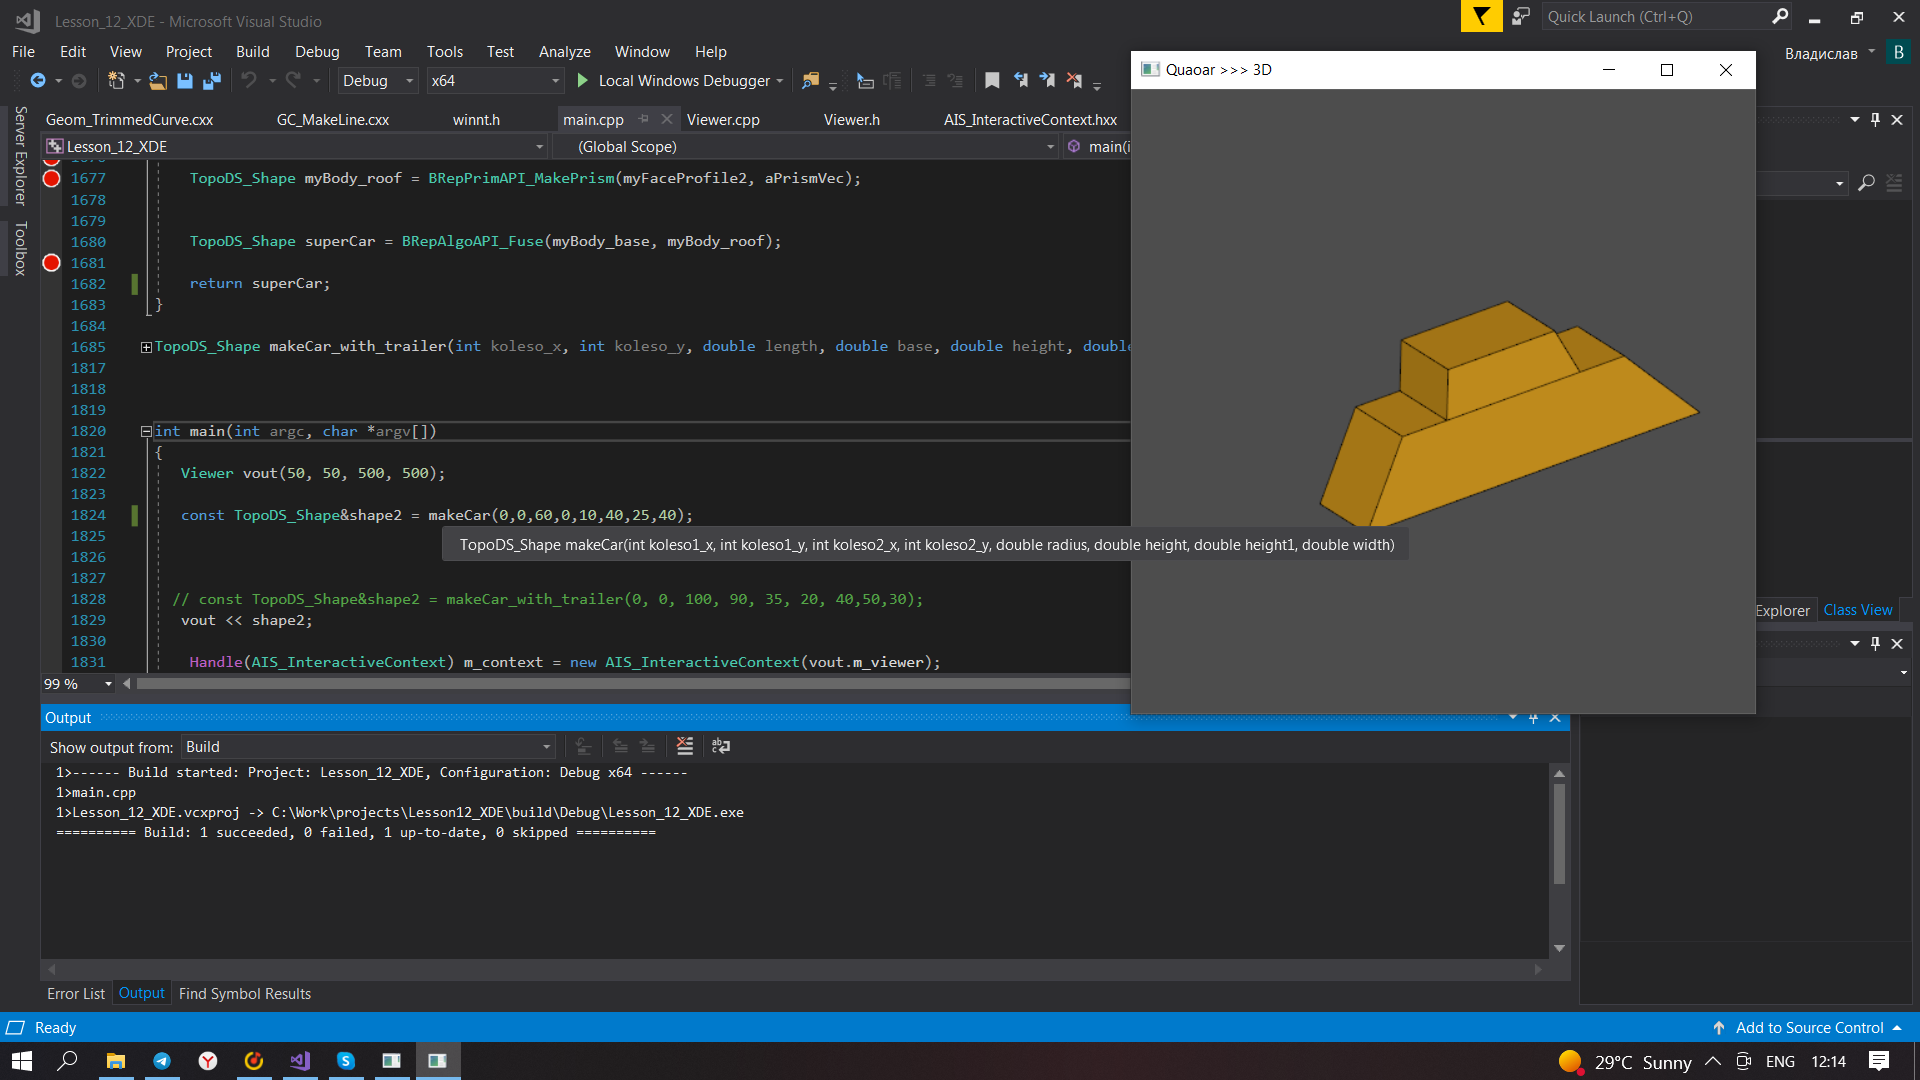 Lesson_12_XDE - Microsoft Visual Studio
Quick Launch (Ctrl+Q)
File Edit View Project Build Debug Team Tools Test Analyze Window Help
Владислав B
Debug x64 Local Windows Debugger
Quaoar >>> 3D
Server Explorer
Toolbox
Geom_TrimmedCurve.cxx GC_MakeLine.cxx winnt.h main.cpp Viewer.cpp Viewer.h AIS_InteractiveContext.hxx
Lesson_12_XDE (Global Scope) main(i
1677 TopoDS_Shape myBody_roof = BRepPrimAPI_MakePrism(myFaceProfile2, aPrismVec);
1678
1679
1680 TopoDS_Shape superCar = BRepAlgoAPI_Fuse(myBody_base, myBody_roof);
1681
1682 return superCar;
1683 }
1684
1685 TopoDS_Shape makeCar_with_trailer(int koleso_x, int koleso_y, double length, double base, double height, double
1817
1818
1819
1820 int main(int argc, char *argv[])
1821 {
1822 Viewer vout(50, 50, 500, 500);
1823
1824 const TopoDS_Shape&shape2 = makeCar(0,0,60,0,10,40,25,40);
1825
TopoDS_Shape makeCar(int koleso1_x, int koleso1_y, int koleso2_x, int koleso2_y, double radius, double height, double height1, double width)
1826
1827
1828 // const TopoDS_Shape&shape2 = makeCar_with_trailer(0, 0, 100, 90, 35, 20, 40,50,30);
1829 vout << shape2;
1830
1831 Handle(AIS_InteractiveContext) m_context = new AIS_InteractiveContext(vout.m_viewer);
99 %
Explorer Class View
Output
Show output from: Build
1>------ Build started: Project: Lesson_12_XDE, Configuration: Debug x64 ------
1>main.cpp
1>Lesson_12_XDE.vcxproj -> C:\Work\projects\Lesson12_XDE\build\Debug\Lesson_12_XDE.exe
========== Build: 1 succeeded, 0 failed, 1 up-to-date, 0 skipped ==========
Error List Output Find Symbol Results
Ready
Add to Source Control
29°C Sunny ENG 12:14